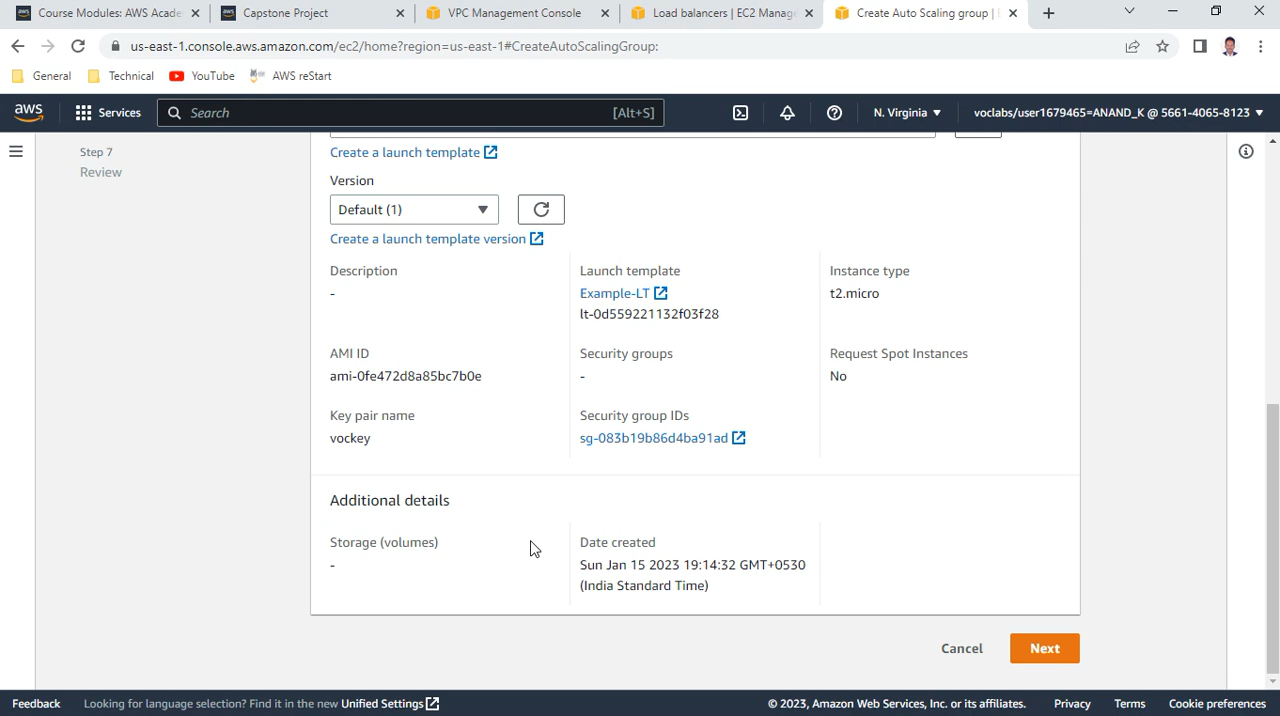 Course Modules: AWS Acade
Capstone Project
VPC Management Console
Load balancers | EC2 Manag
Create Auto Scaling group |
us-east-1.console.aws.amazon.com/ec2/home?region=us-east-1#CreateAutoScalingGroup:
General
Technical
YouTube
AWS reStart
aws
Services
Search
[Alt+S]
N. Virginia
voclabs/user1679465=ANAND_K @ 5661-4065-8123
Step 7
Review
Create a launch template
Version
Default (1)
Create a launch template version
Description
-
Launch template
Example-LT
lt-0d559221132f03f28
Instance type
t2.micro
AMI ID
ami-0fe472d8a85bc7b0e
Security groups
-
Request Spot Instances
No
Key pair name
vockey
Security group IDs
sg-083b19b86d4ba91ad
Additional details
Storage (volumes)
-
Date created
Sun Jan 15 2023 19:14:32 GMT+0530
(India Standard Time)
Cancel
Next
Feedback
Looking for language selection? Find it in the new Unified Settings
© 2023, Amazon Web Services, Inc. or its affiliates.
Privacy
Terms
Cookie preferences